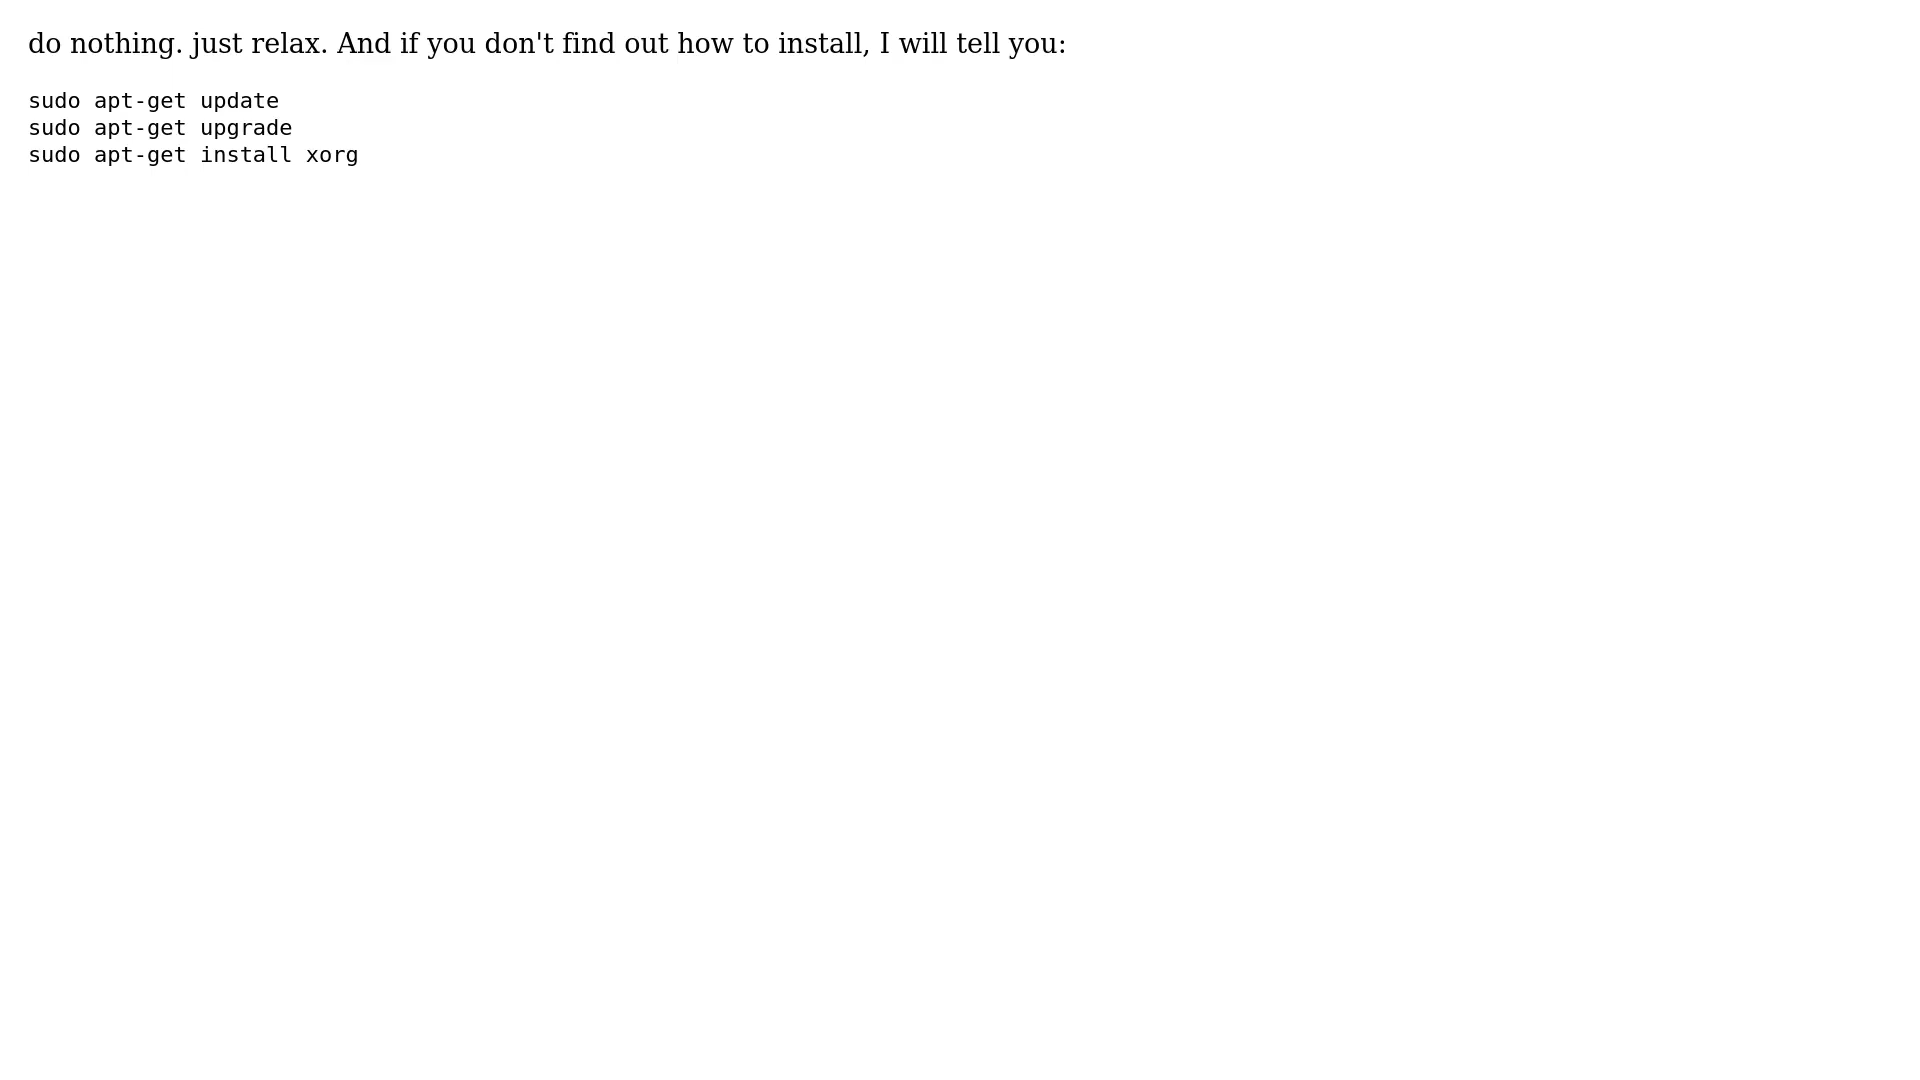 do nothing. just relax. And if you don't find out how to install, I will tell you:
sudo apt-get update
sudo apt-get upgrade
sudo apt-get install xorg